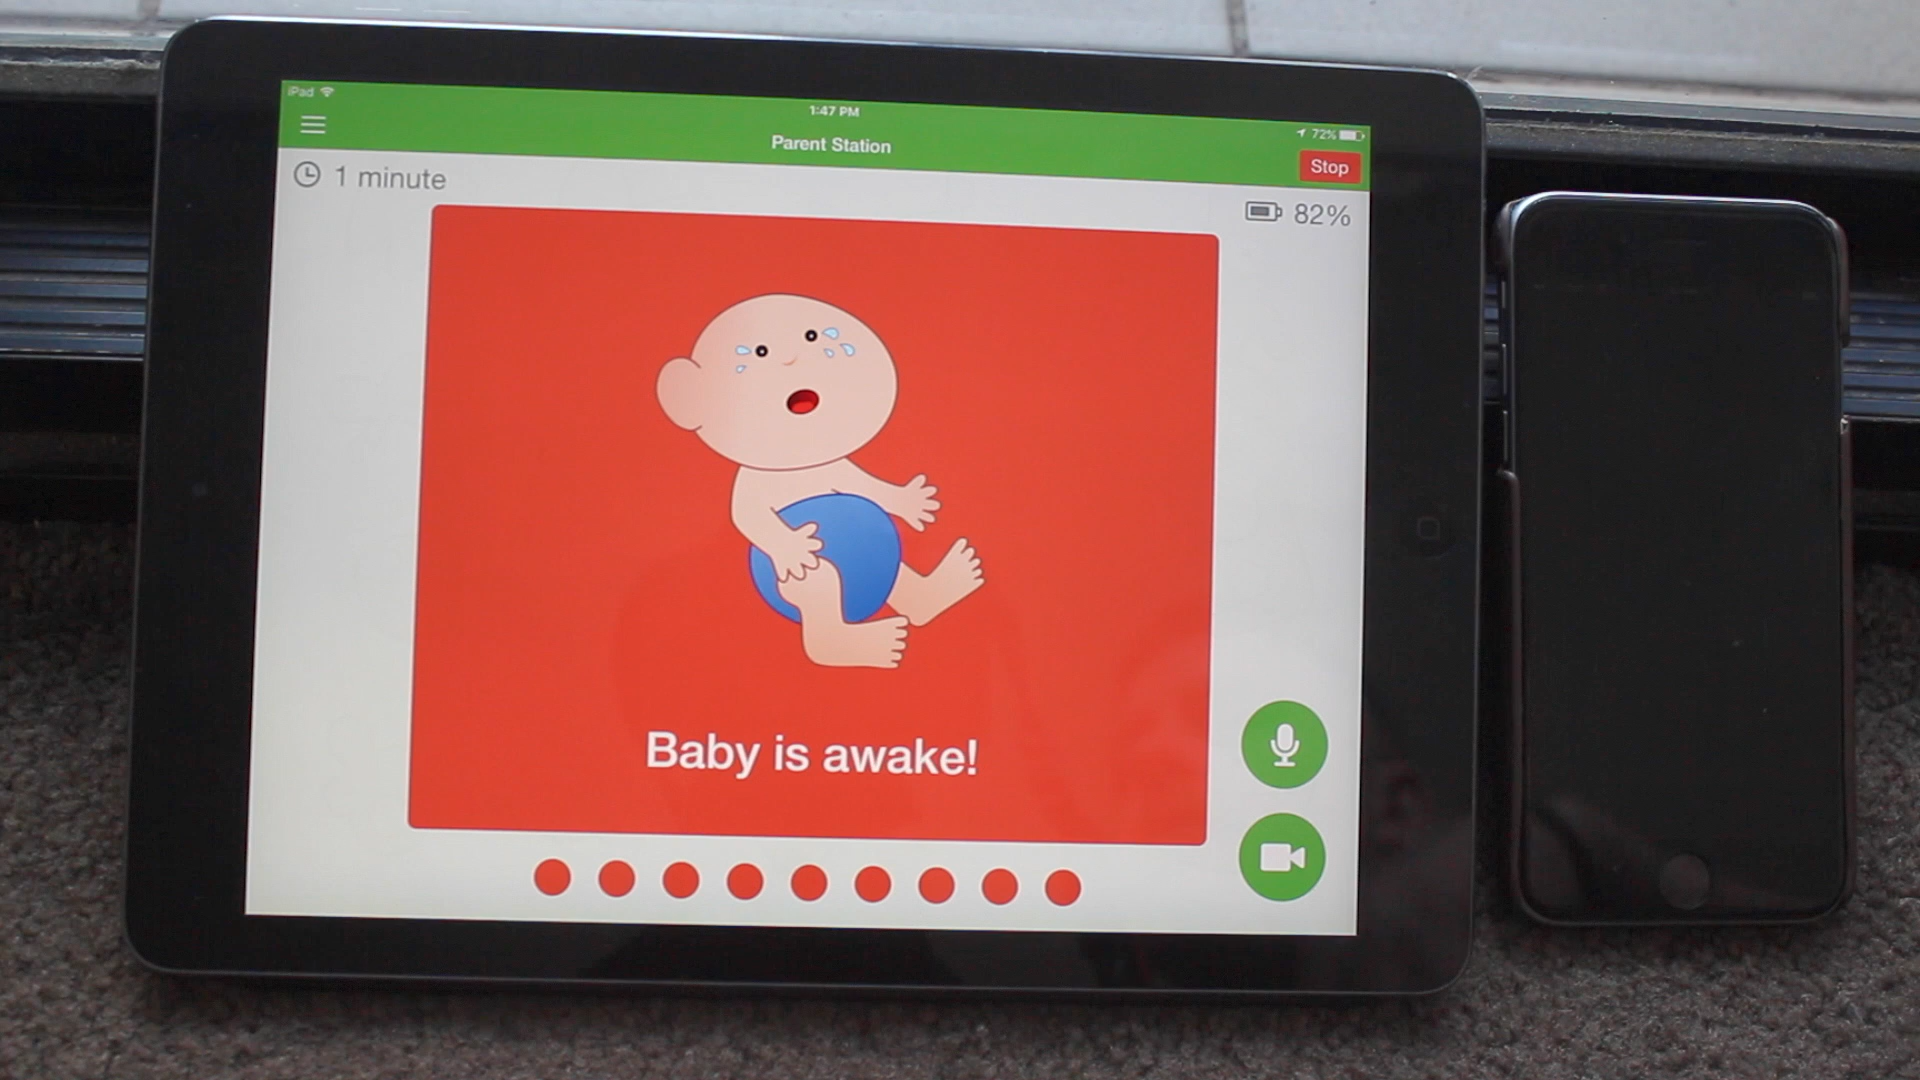 iPad
1:47 PM
72%
Parent Station
Stop
1 minute
82%
Baby is awake!